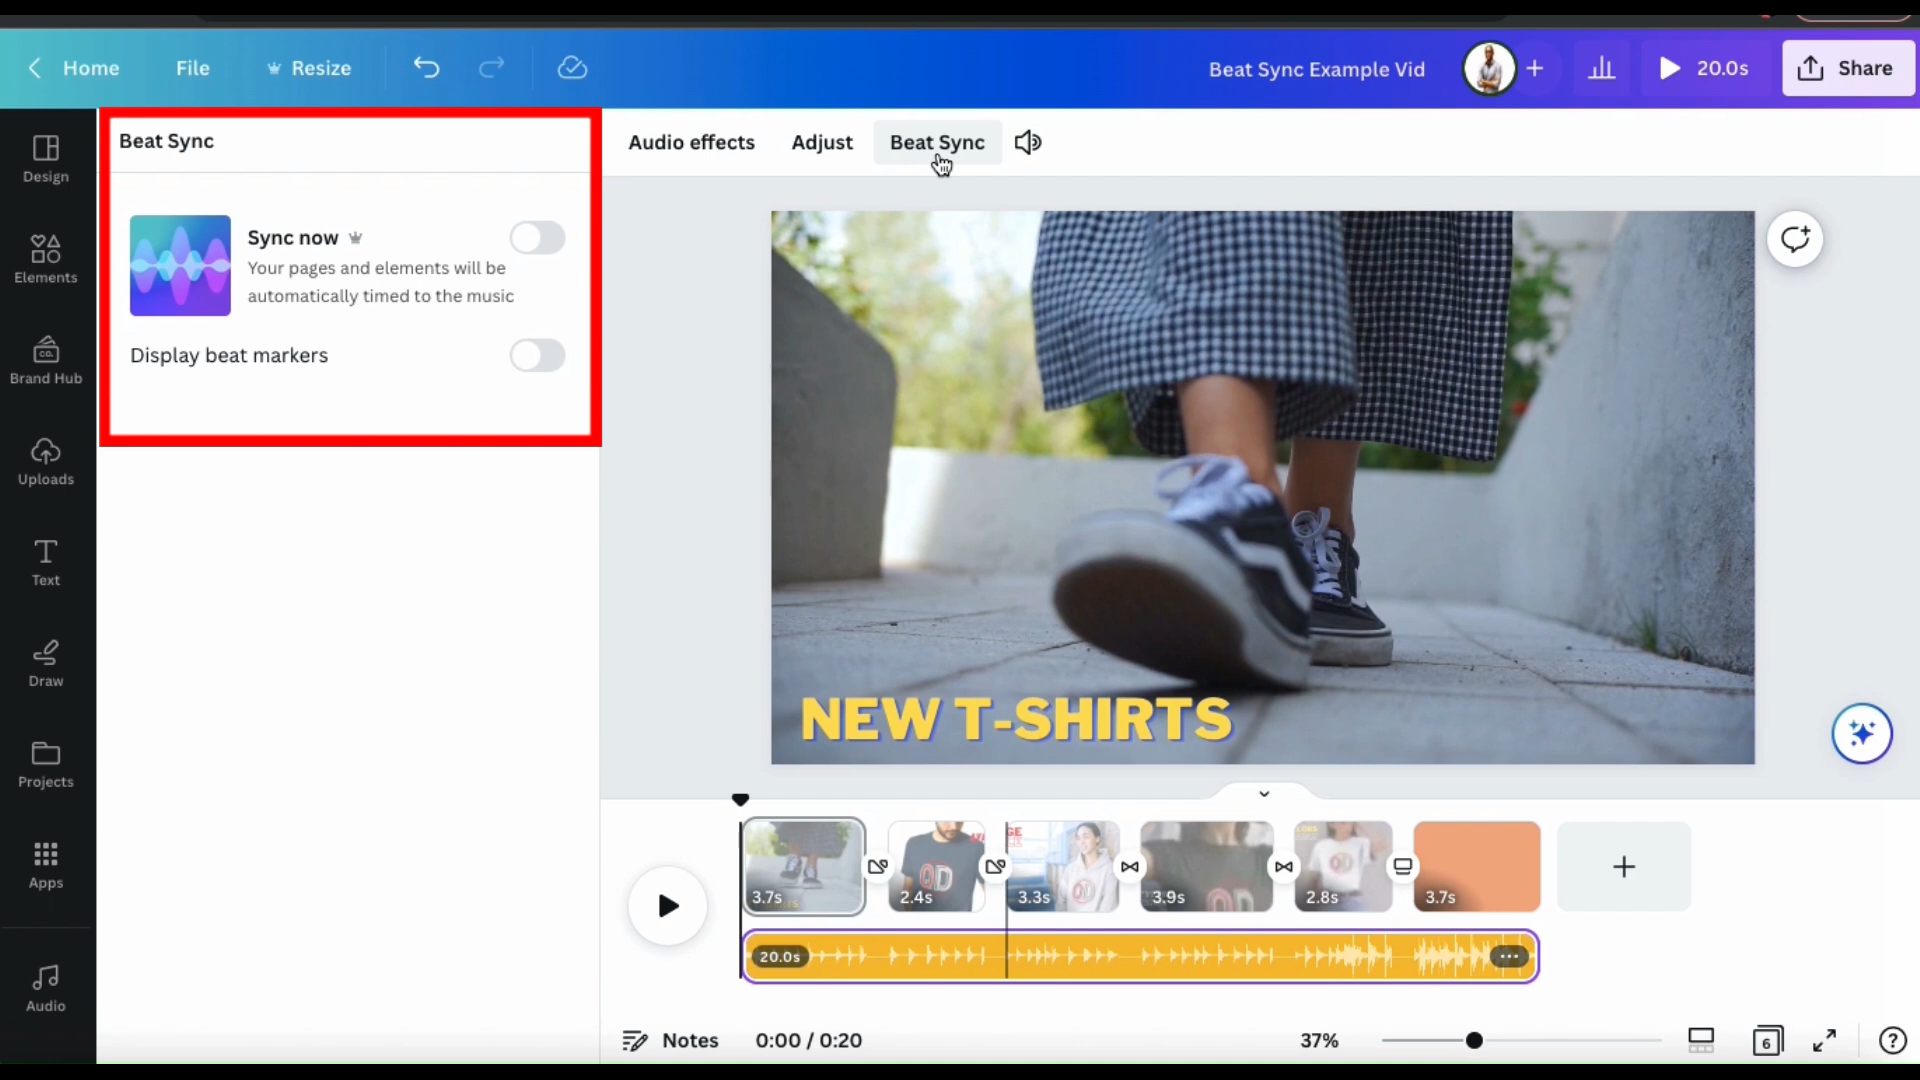 Home
File
Resize
Beat Sync Example Vid
20.0s
Share
Beat Sync
Sync now
Your pages and elements will be
automatically timed to the music
Display beat markers
Audio effects
Adjust
Beat Sync
Design
Elements
CO.
Brand Hub
Uploads
Text
Draw
Projects
Apps
Audio
NEW T-SHIRTS
3.7s
2.4s
3.3s
3.9s
2.8s
3.7s
QD
20.0s
Notes
0:00 / 0:20
37%
6
?